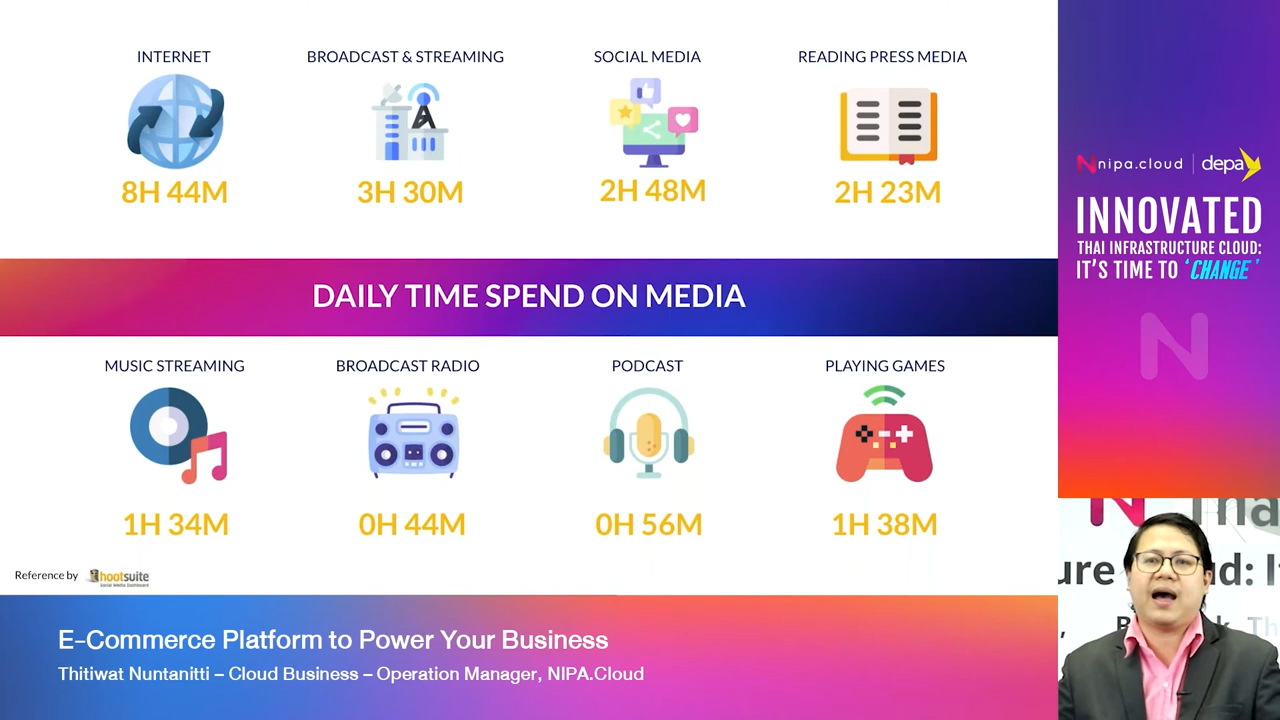 INTERNET
8H 44M
BROADCAST & STREAMING
3H 30M
SOCIAL MEDIA
2H 48M
READING PRESS MEDIA
2H 23M
DAILY TIME SPEND ON MEDIA
MUSIC STREAMING
1H 34M
BROADCAST RADIO
0H 44M
PODCAST
0H 56M
PLAYING GAMES
1H 38M
Reference by
hootsuite
Social Media Dashboard
E-Commerce Platform to Power Your Business
Thitiwat Nuntanitti – Cloud Business – Operation Manager, NIPA.Cloud
nipa.cloud
depa
INNOVATED
THAI INFRASTRUCTURE CLOUD:
IT'S TIME TO 'CHANGE'
N